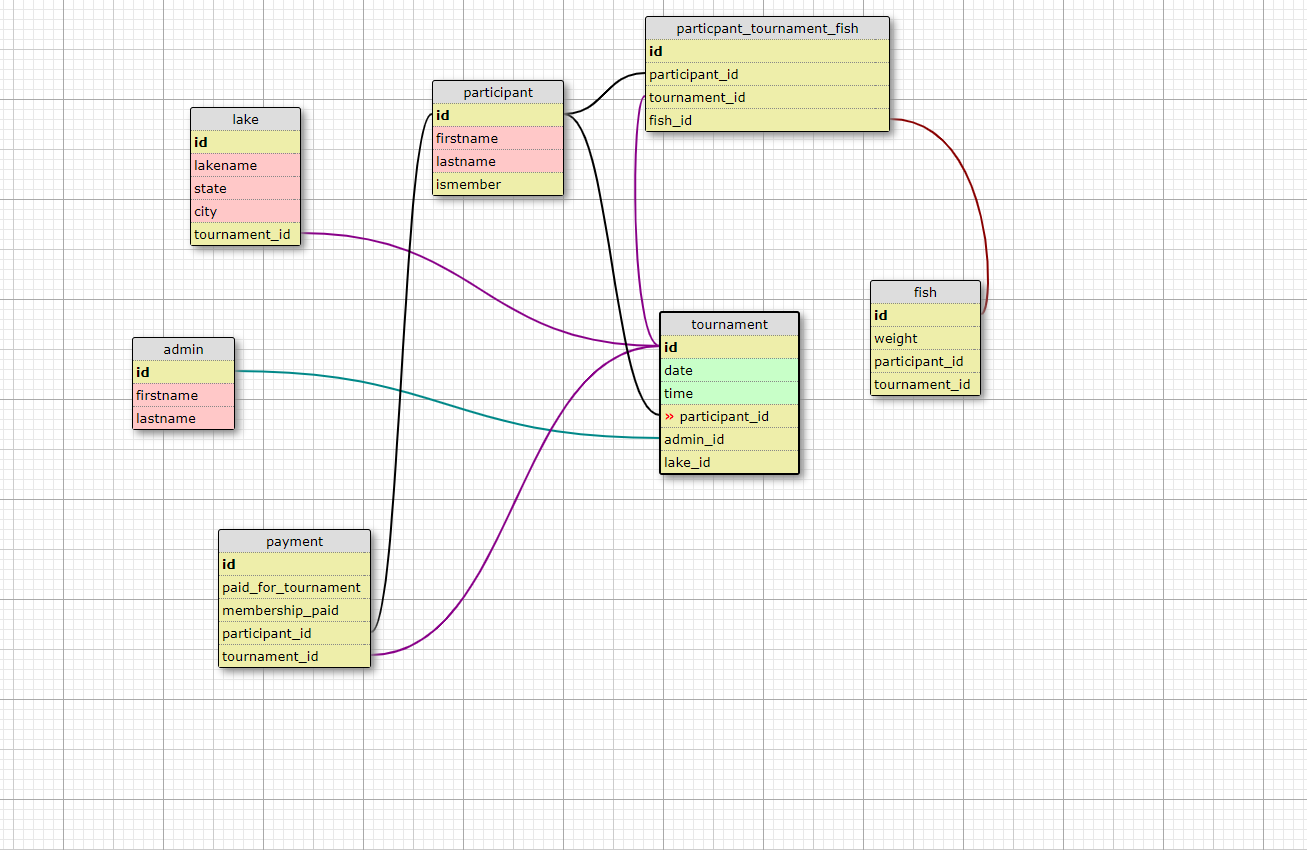 particpant_tournament_fish
id
participant_id
tournament_id
fish_id
participant
id
firstname
lastname
ismember
lake
id
lakename
state
city
tournament_id
fish
id
weight
participant_id
tournament_id
tournament
id
date
time
» participant_id
admin_id
lake_id
admin
id
firstname
lastname
payment
id
paid_for_tournament
membership_paid
participant_id
tournament_id